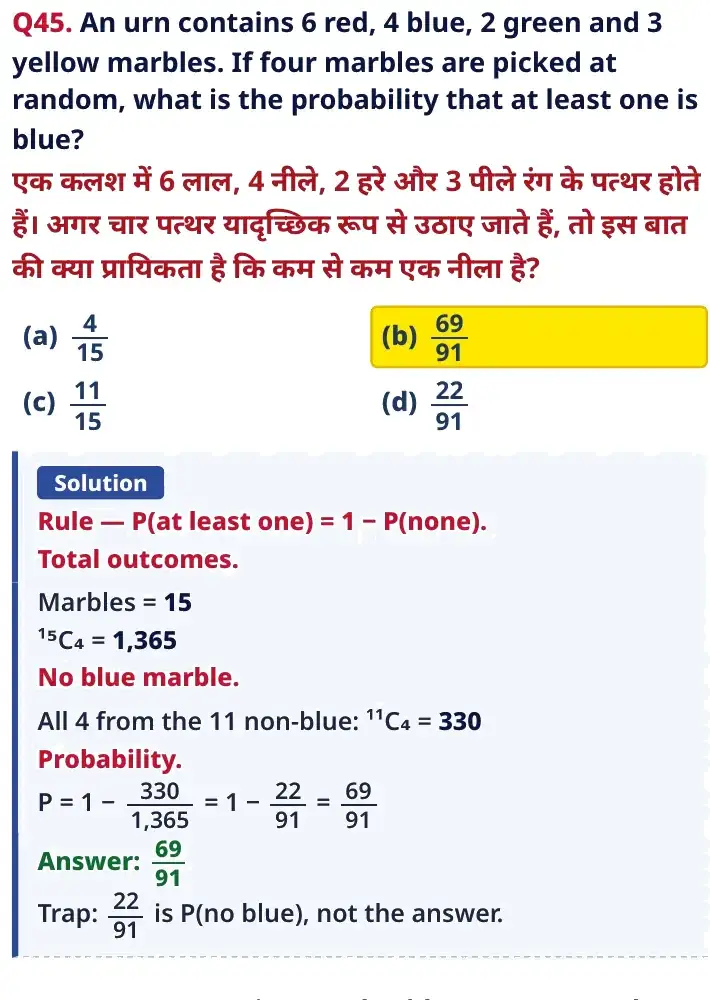 Q45. An urn contains 6 red, 4 blue, 2 green and 3
yellow marbles. If four marbles are picked at
random, what is the probability that at least one is
blue?
एक कलश में 6 लाल, 4 नीले, 2 हरे और 3 पीले रंग के पत्थर होते
हैं। अगर चार पत्थर यादृच्छिक रूप से उठाए जाते हैं, तो इस बात
की क्या प्रायिकता है कि कम से कम एक नीला है?
(a) 4/15
(b) 69/91
(c) 11/15
(d) 22/91
Solution
Rule — P(at least one) = 1 − P(none).
Total outcomes.
Marbles = 15
¹⁵C₄ = 1,365
No blue marble.
All 4 from the 11 non-blue: ¹¹C₄ = 330
Probability.
P = 1 − 330/1,365 = 1 − 22/91 = 69/91
Answer: 69/91
Trap: 22/91 is P(no blue), not the answer.